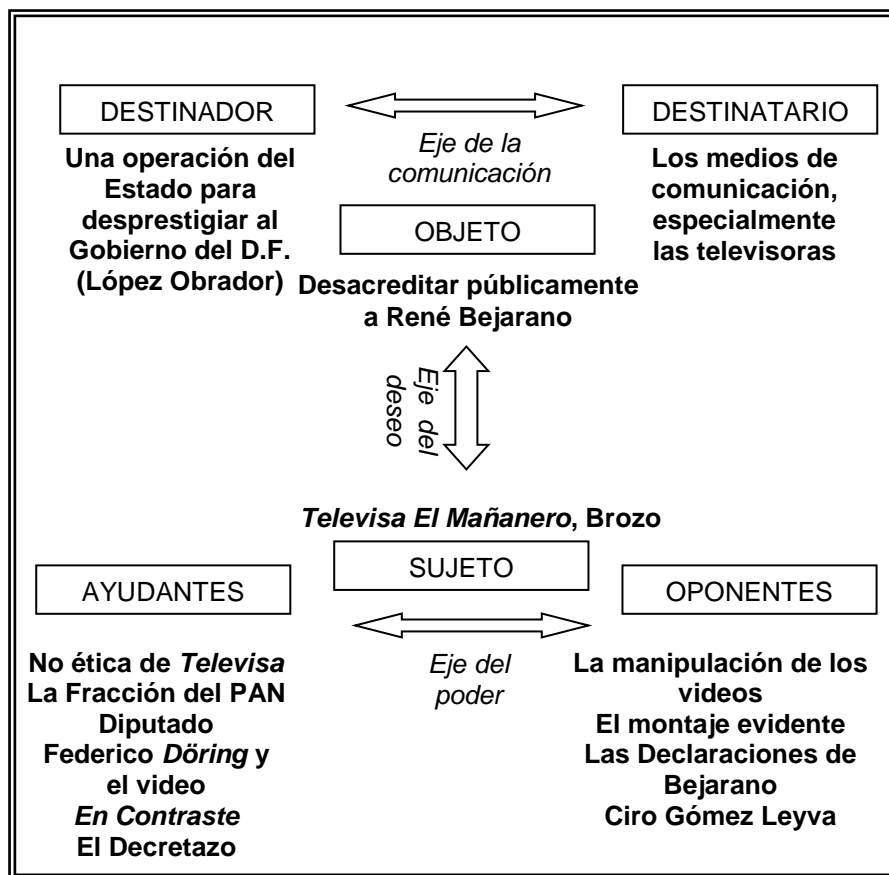 DESTINADOR
Una operación del
Estado para
desprestigiar al
Gobierno del D.F.
(López Obrador)
Eje de la
comunicación
DESTINATARIO
Los medios de
comunicación,
especialmente
las televisoras
OBJETO
Desacreditar públicamente
a René Bejarano
Eje del
deseo
Televisa El Mañanero, Brozo
SUJETO
AYUDANTES
No ética de Televisa
La Fracción del PAN
Diputado
Federico Döring y
el video
En Contraste
El Decretazo
Eje del
poder
OPONENTES
La manipulación de los
videos
El montaje evidente
Las Declaraciones de
Bejarano
Ciro Gómez Leyva